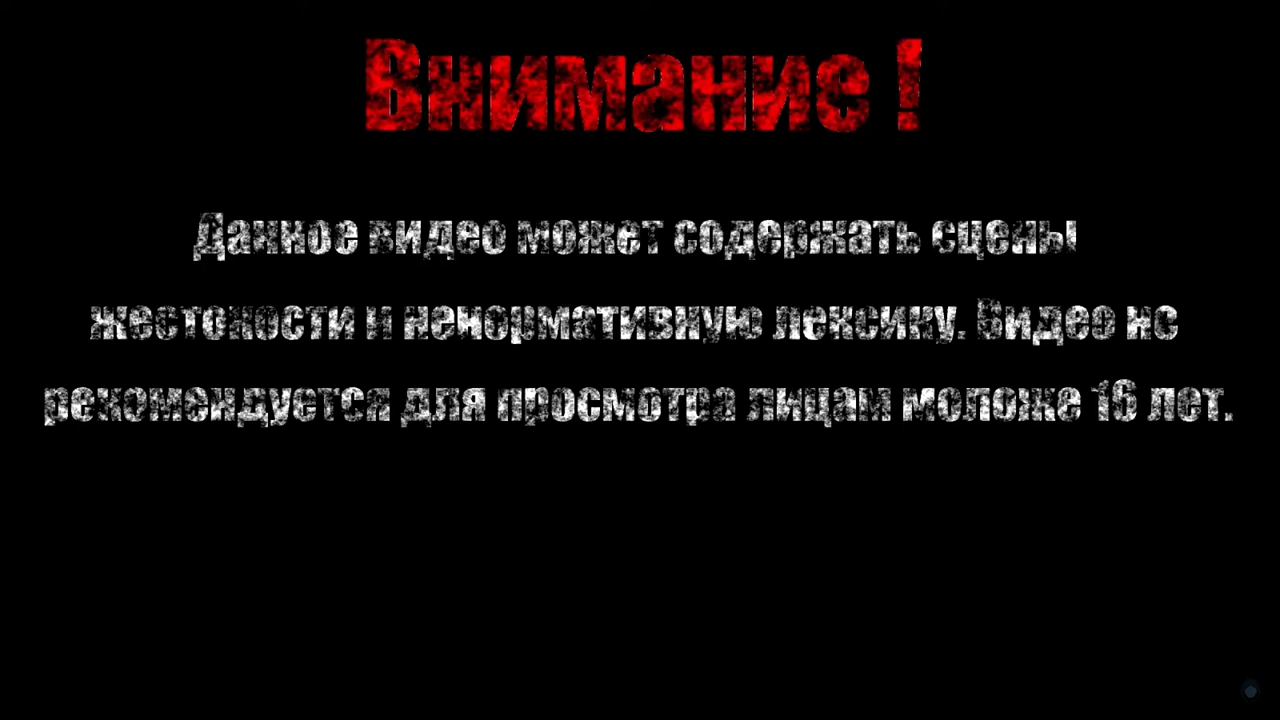 Внимание !
Данное видео может содержать сцены
жестокости и ненормативную лексику. Видео не
рекомендуется для просмотра лицам моложе 16 лет.